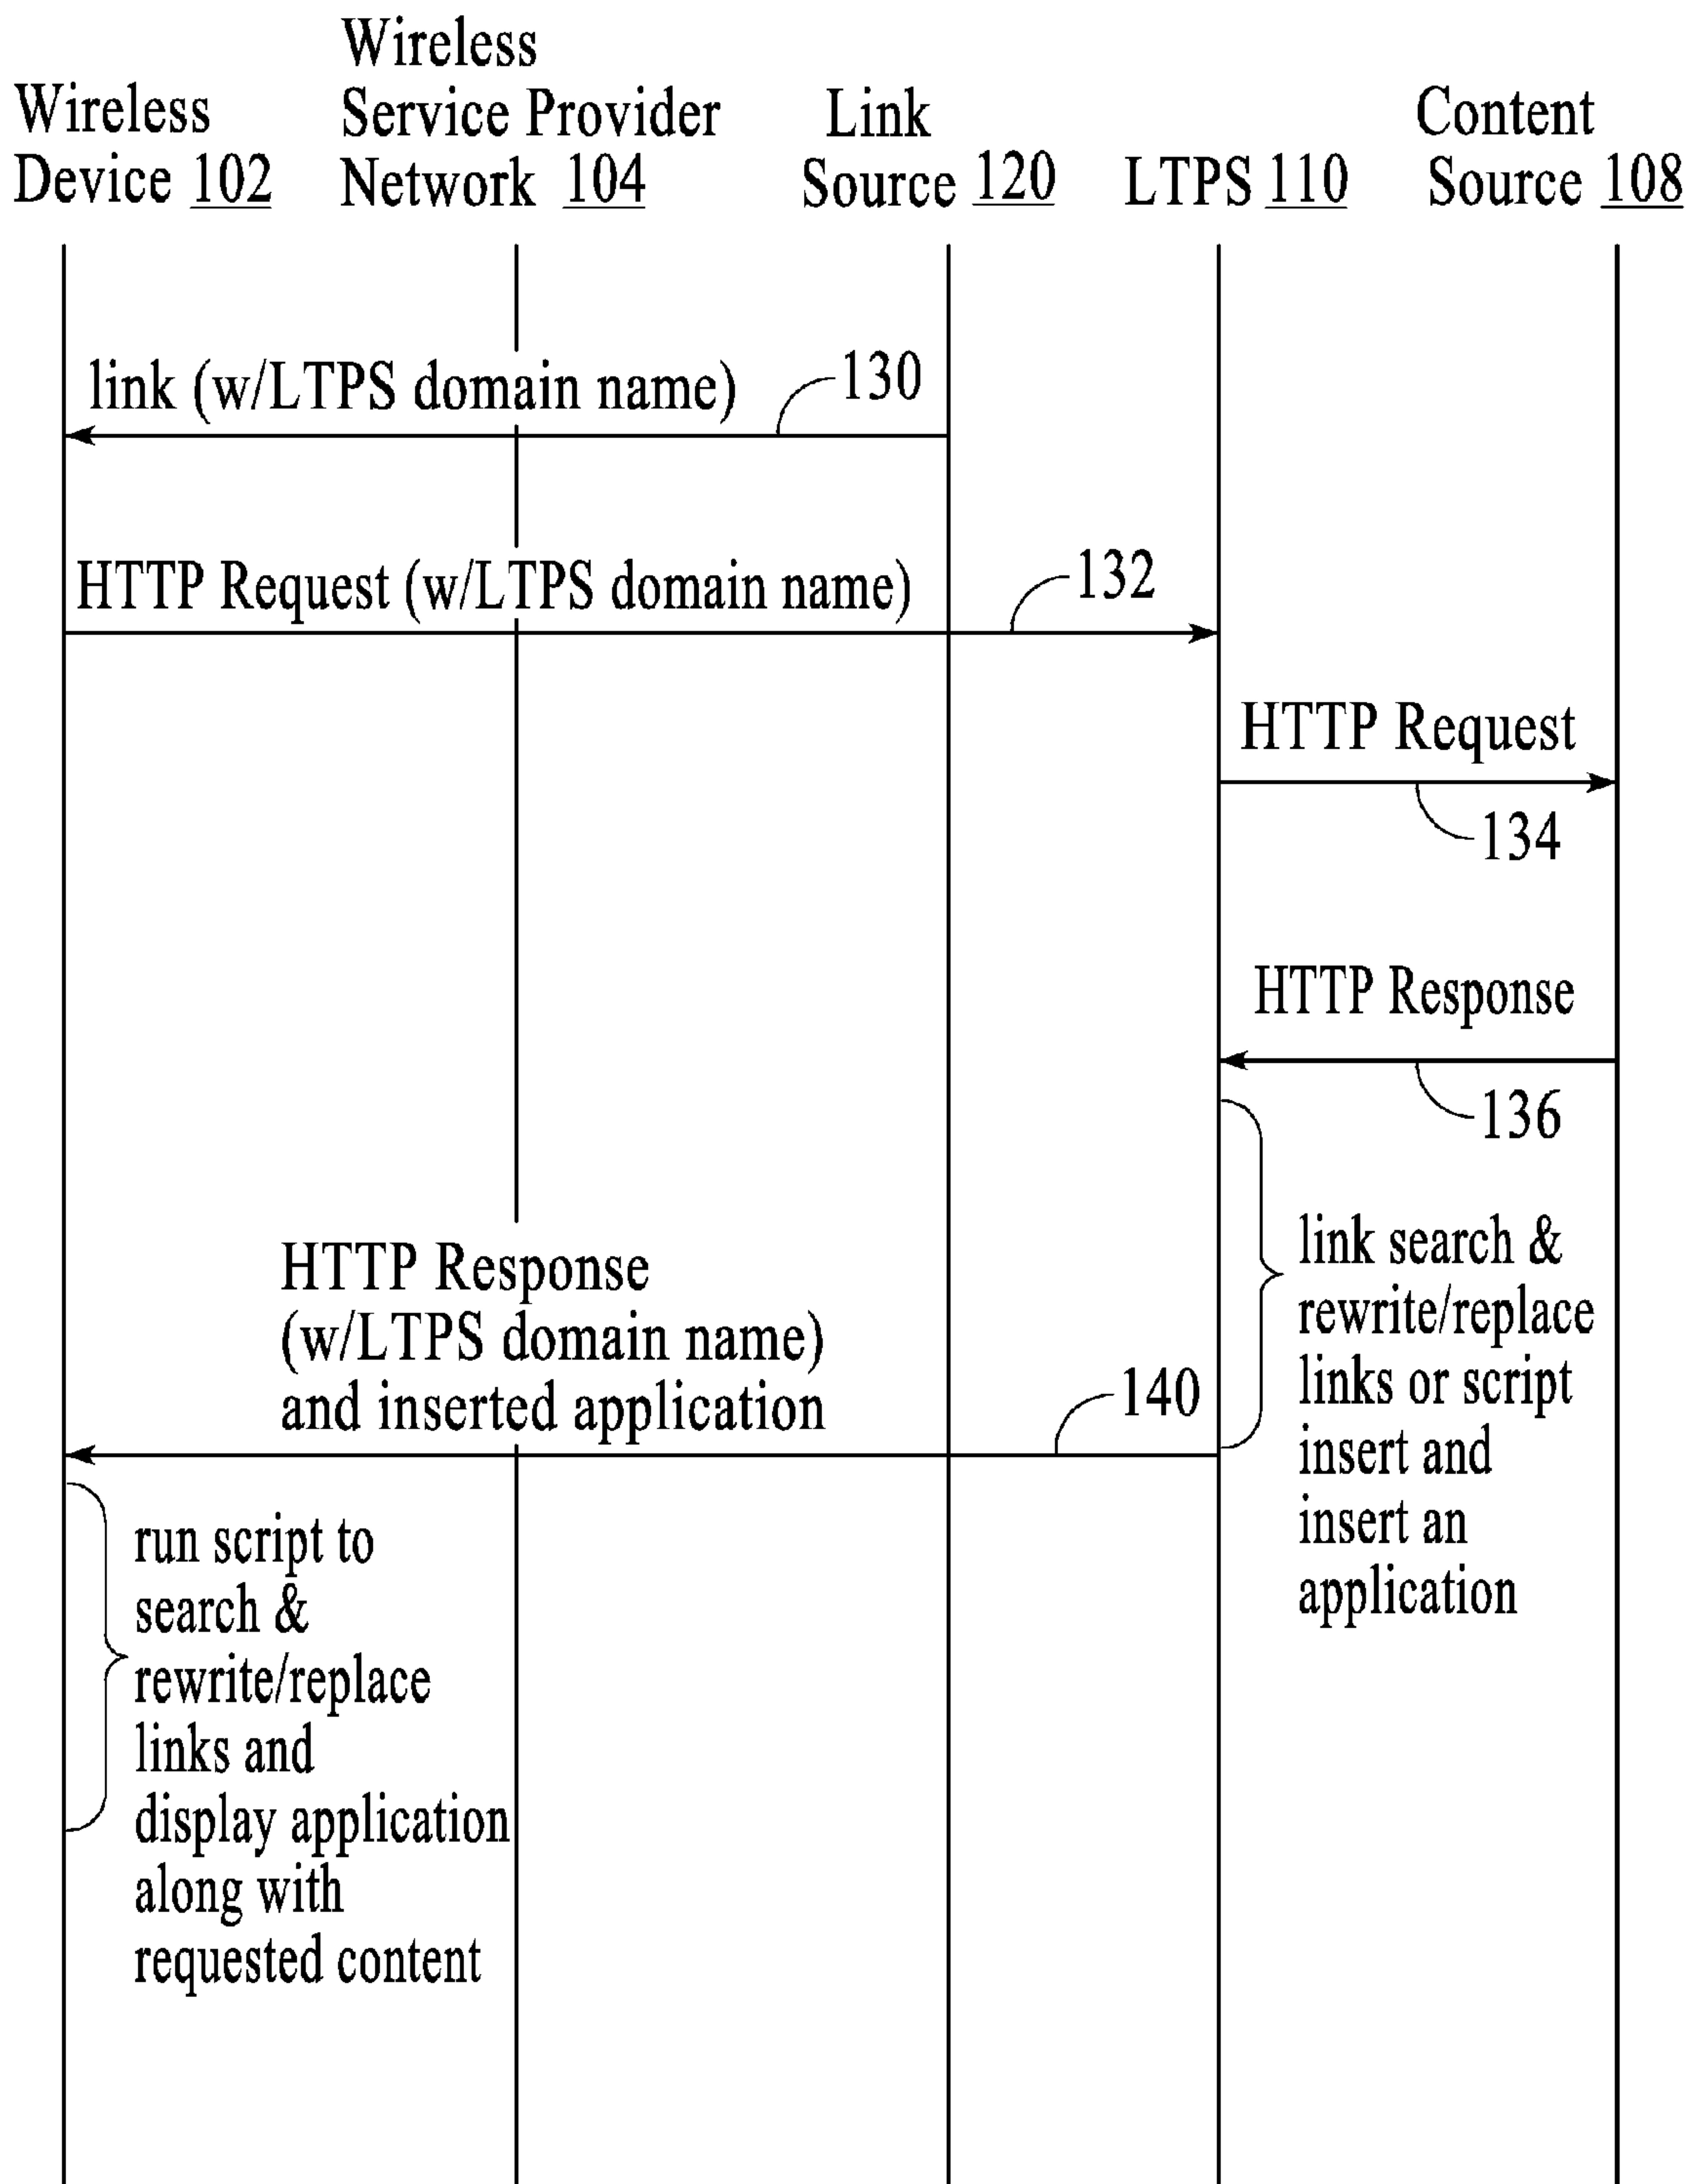 Wireless
Device 102
Wireless
Service Provider
Network 104
Link
Source 120
LTPS 110
Content
Source 108
link (w/LTPS domain name)
130
HTTP Request (w/LTPS domain name)
132
HTTP Request
134
HTTP Response
136
link search &
rewrite/replace
links or script
insert and
insert an
application
HTTP Response
(w/LTPS domain name)
and inserted application
140
run script to
search &
rewrite/replace
links and
display application
along with
requested content